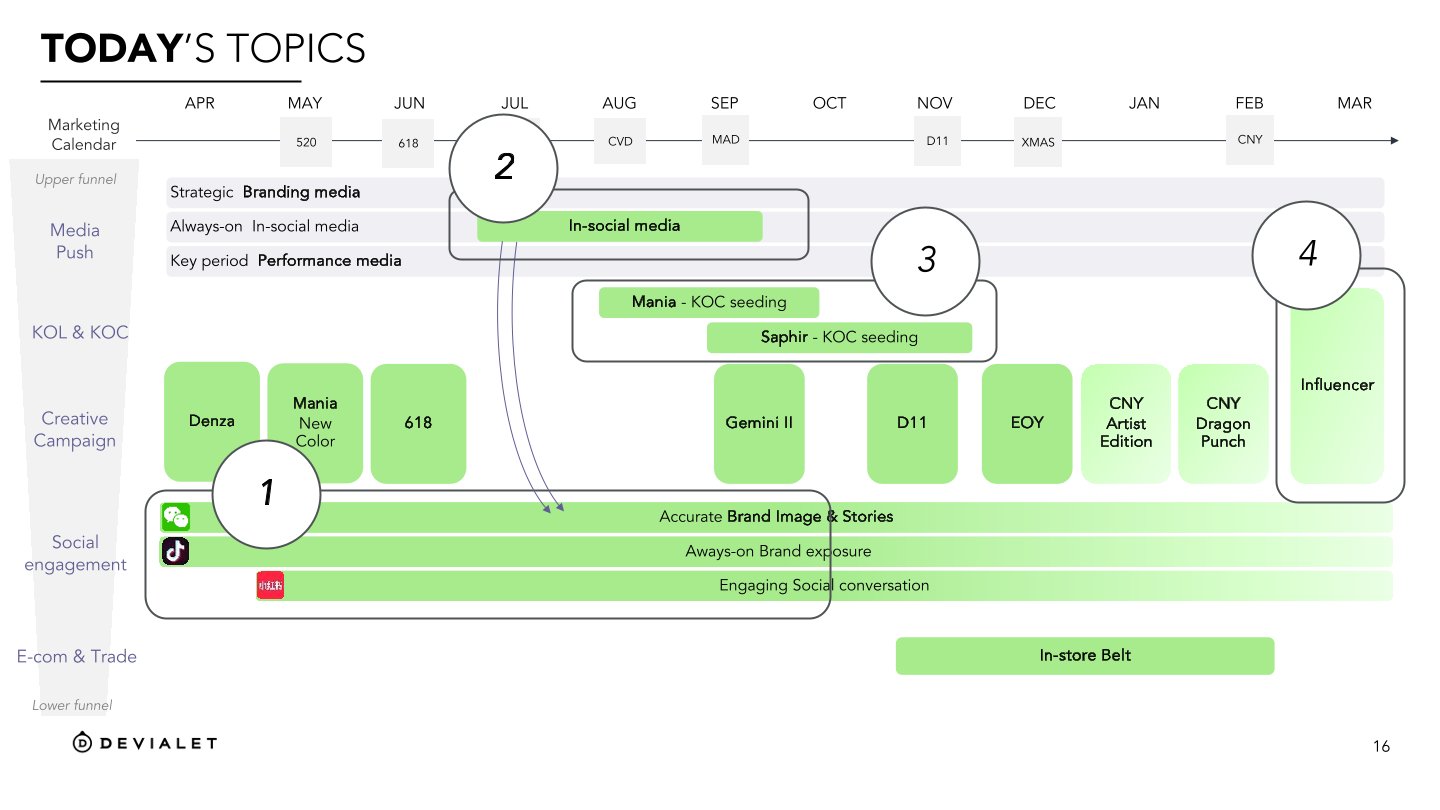 TODAY'S TOPICS
APR MAY JUN JUL AUG SEP OCT NOV DEC JAN FEB MAR
Marketing
Calendar
520 618 CVD MAD D11 XMAS CNY
Upper funnel
2
Strategic Branding media
Media
Push
Always-on In-social media
In-social media
Key period Performance media
3
4
KOL & KOC
Mania - KOC seeding
Saphir - KOC seeding
Influencer
Creative
Campaign
Denza
Mania
New
Color
618
Gemini II
D11
EOY
CNY
Artist
Edition
CNY
Dragon
Punch
1
Social
engagement
Accurate Brand Image & Stories
Aways-on Brand exposure
小红书
Engaging Social conversation
E-com & Trade
In-store Belt
Lower funnel
DEVIALET
16